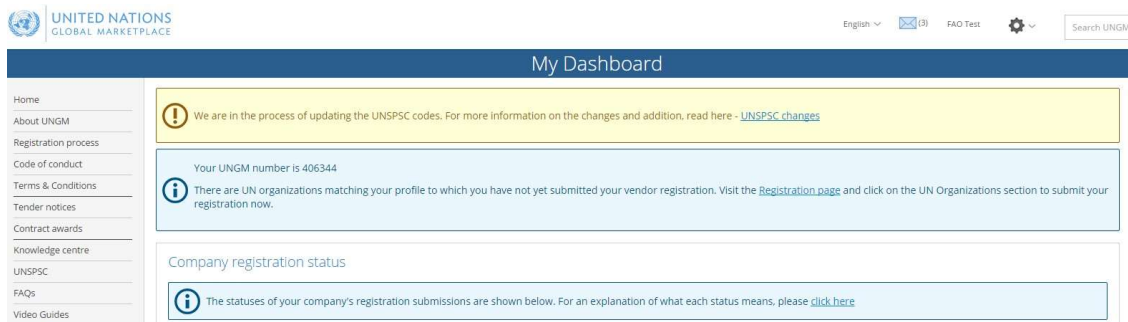 UNITED NATIONS
GLOBAL MARKETPLACE
English
(3)
FAO Test
Search UNGM
My Dashboard
Home
About UNGM
Registration process
Code of conduct
Terms & Conditions
Tender notices
Contract awards
Knowledge centre
UNSPSC
FAQs
Video Guides
We are in the process of updating the UNSPSC codes. For more information on the changes and addition, read here - UNSPSC changes
Your UNGM number is 406344
There are UN organizations matching your profile to which you have not yet submitted your vendor registration. Visit the Registration page and click on the UN Organizations section to submit your
registration now.
Company registration status
The statuses of your company's registration submissions are shown below. For an explanation of what each status means, please click here